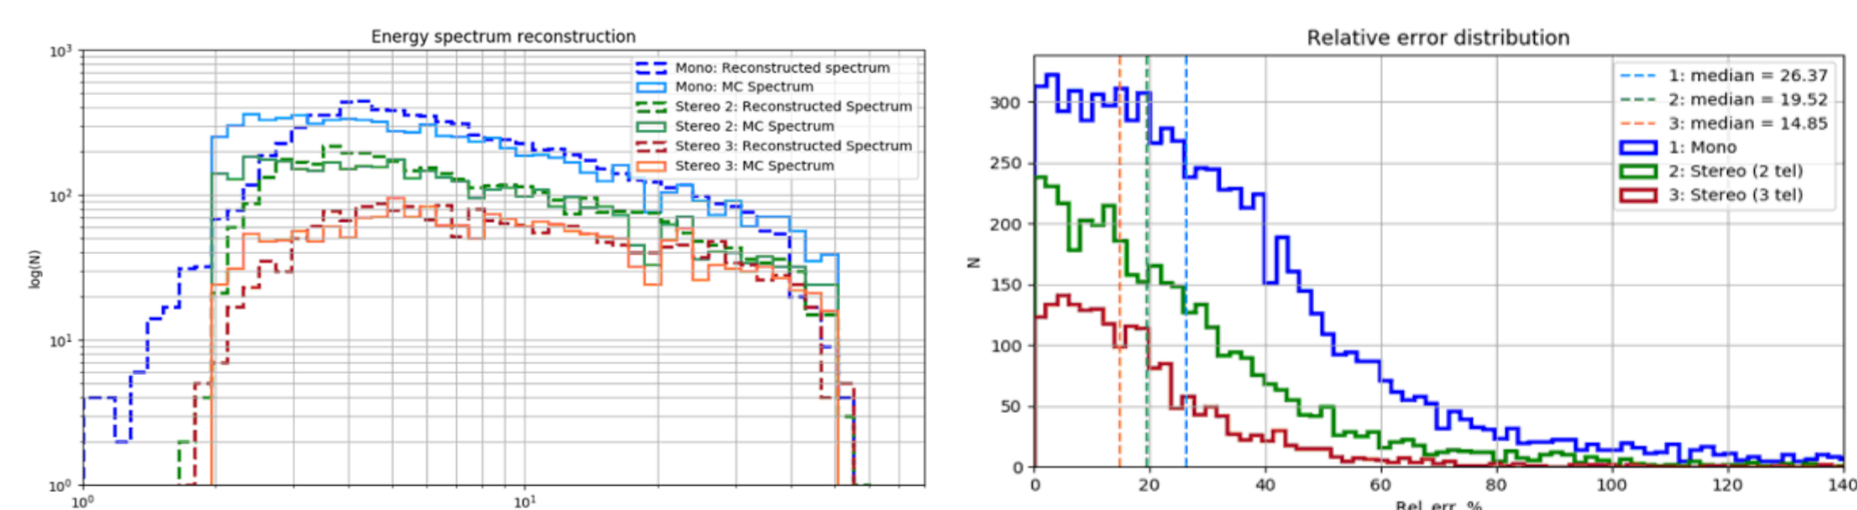 Energy spectrum reconstruction
10³
10²
10¹
10⁰
log(N)
Mono: Reconstructed spectrum
Mono: MC Spectrum
Stereo 2: Reconstructed Spectrum
Stereo 2: MC Spectrum
Stereo 3: Reconstructed Spectrum
Stereo 3: MC Spectrum
10⁰ 10¹
Relative error distribution
300
250
200
150
100
50
0
N
1: median = 26.37
2: median = 19.52
3: median = 14.85
1: Mono
2: Stereo (2 tel)
3: Stereo (3 tel)
0 20 40 60 80 100 120 140
Rel. err, %